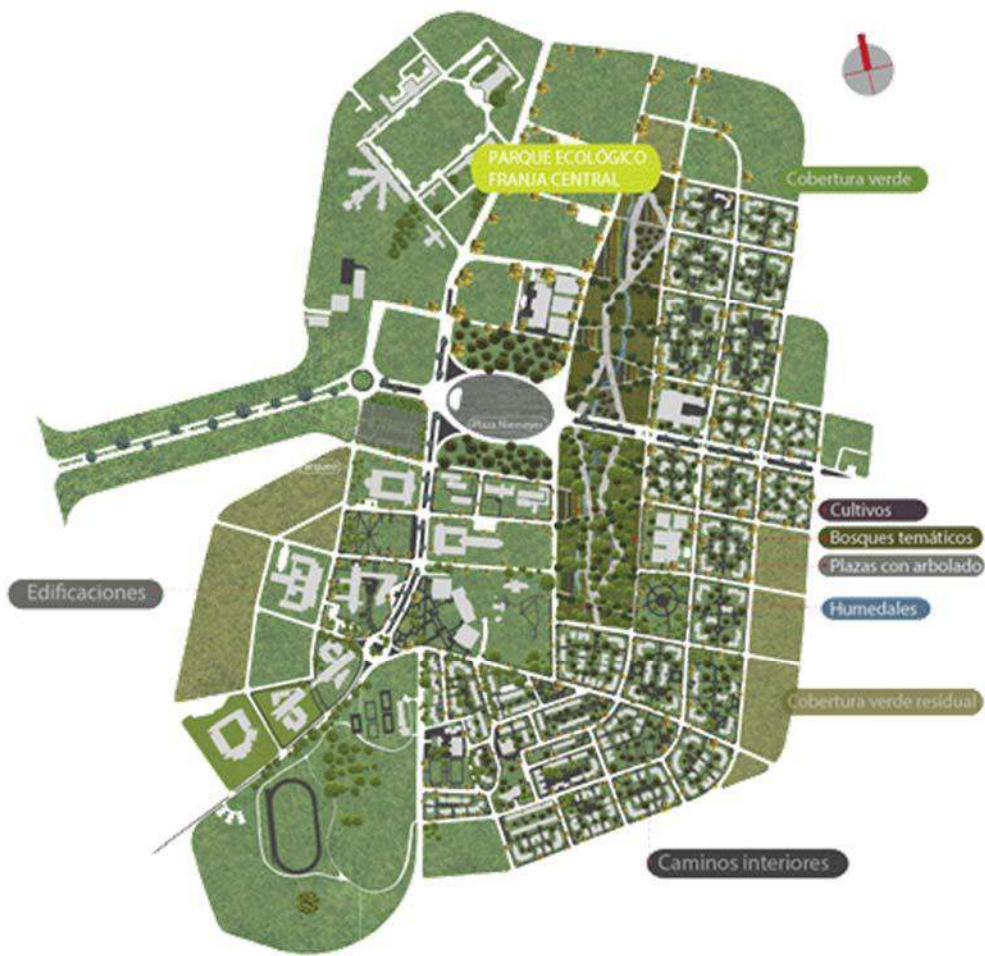 PARQUE ECOLÓGICO
FRANJA CENTRAL
Cobertura verde
Plaza Niemeyer
arqueo
Cultivos
Bosques temáticos
Plazas con arbolado
Edificaciones
Humedales
Cobertura verde residual
Caminos interiores